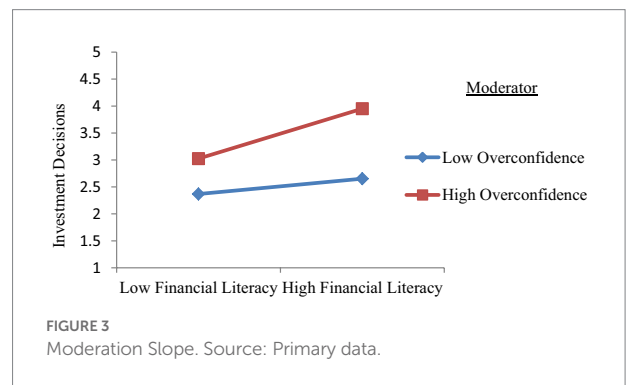 5
4.5
4
3.5
3
2.5
2
1.5
1
Investment Decisions
Low Financial Literacy High Financial Literacy
Moderator
Low Overconfidence
High Overconfidence
FIGURE 3
Moderation Slope. Source: Primary data.